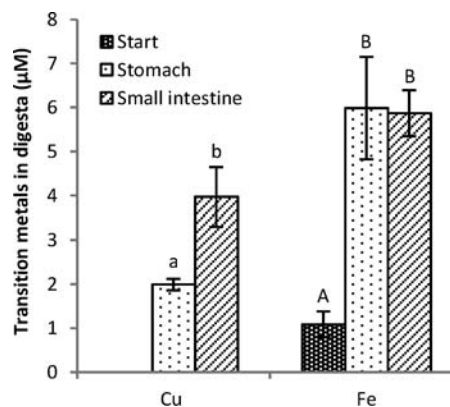 Transition metals in digesta (µM)
8
7
6
5
4
3
2
1
0
Start
Stomach
Small intestine
a
b
A
B
B
Cu
Fe